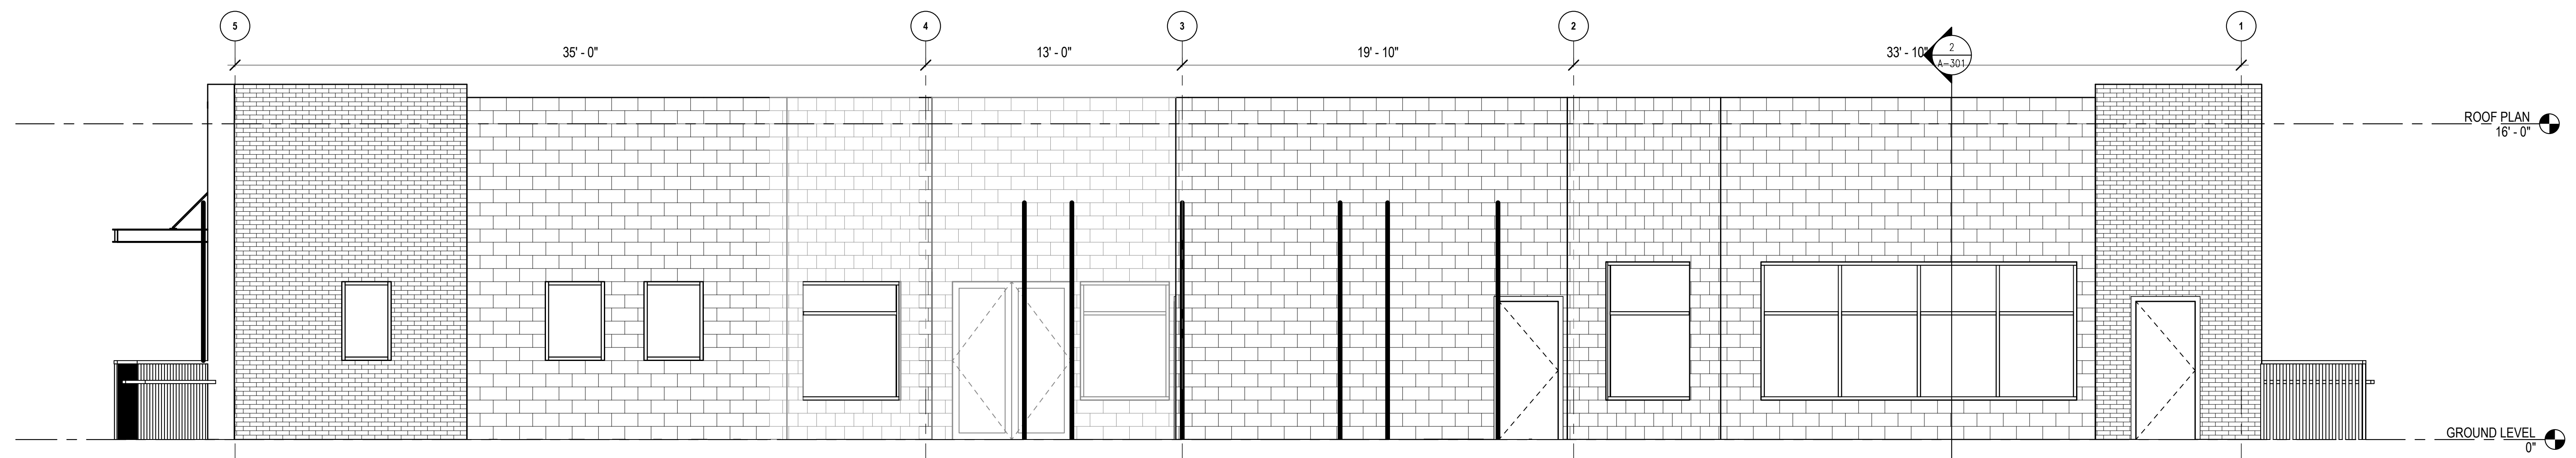 5
4
3
2
1
35' - 0"
13' - 0"
19' - 10"
33' - 10"
2
A-301
ROOF PLAN
16' - 0"
GROUND LEVEL
0"